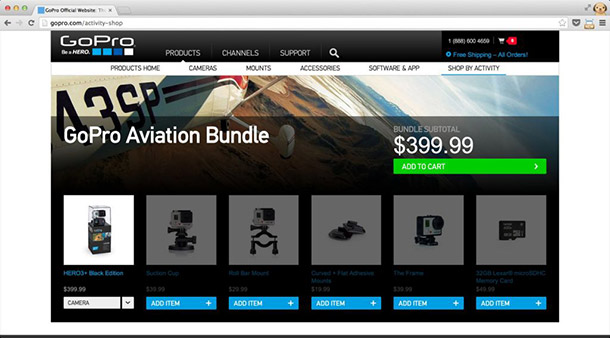 GoPro Official Website: Th
gopro.com/activity-shop
GoPro
Be a HERO.
PRODUCTS
CHANNELS
SUPPORT
1 (888) 600 4659
0
Free Shipping – All Orders!
PRODUCTS HOME
CAMERAS
MOUNTS
ACCESSORIES
SOFTWARE & APP
SHOP BY ACTIVITY
A3SP
GoPro Aviation Bundle
BUNDLE SUBTOTAL
$399.99
ADD TO CART
HERO3+ Black Edition
$399.99
CAMERA
Suction Cup
$39.99
ADD ITEM +
Roll Bar Mount
$29.99
ADD ITEM +
Curved + Flat Adhesive
Mounts
$19.99
ADD ITEM +
The Frame
$39.99
ADD ITEM +
32GB Lexar® microSDHC
Memory Card
$49.99
ADD ITEM +